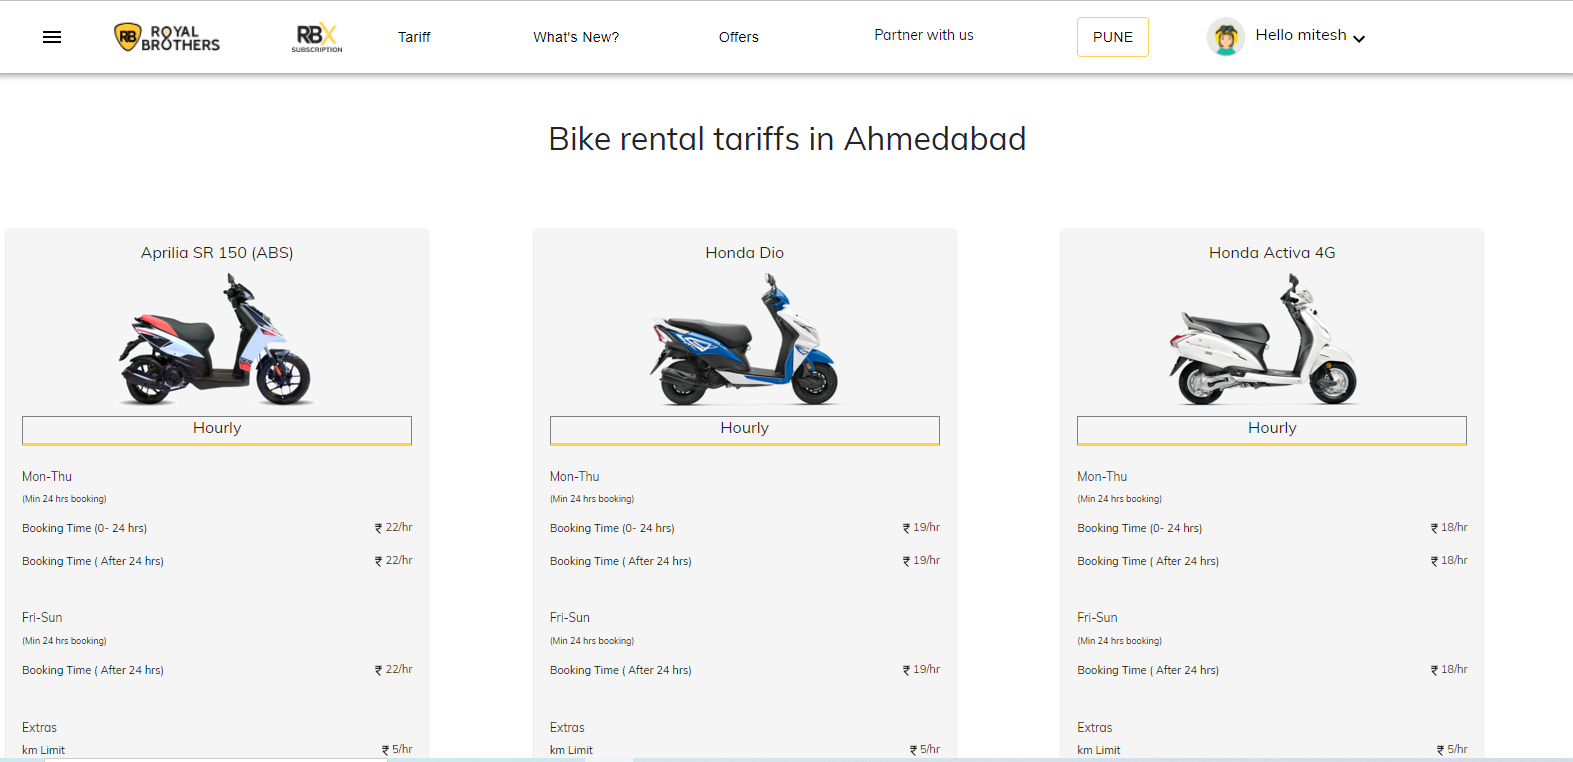 RB ROYAL BROTHERS
RBX SUBSCRIPTION
Tariff
What's New?
Offers
Partner with us
PUNE
Hello mitesh
Bike rental tariffs in Ahmedabad
Aprilia SR 150 (ABS)
Hourly
Mon-Thu
(Min 24 hrs booking)
Booking Time (0- 24 hrs) ₹ 22/hr
Booking Time ( After 24 hrs) ₹ 22/hr
Fri-Sun
(Min 24 hrs booking)
Booking Time ( After 24 hrs) ₹ 22/hr
Extras
km Limit ₹ 5/hr
Honda Dio
Hourly
Mon-Thu
(Min 24 hrs booking)
Booking Time (0- 24 hrs) ₹ 19/hr
Booking Time ( After 24 hrs) ₹ 19/hr
Fri-Sun
(Min 24 hrs booking)
Booking Time ( After 24 hrs) ₹ 19/hr
Extras
km Limit ₹ 5/hr
Honda Activa 4G
Hourly
Mon-Thu
(Min 24 hrs booking)
Booking Time (0- 24 hrs) ₹ 18/hr
Booking Time ( After 24 hrs) ₹ 18/hr
Fri-Sun
(Min 24 hrs booking)
Booking Time ( After 24 hrs) ₹ 18/hr
Extras
km Limit ₹ 5/hr